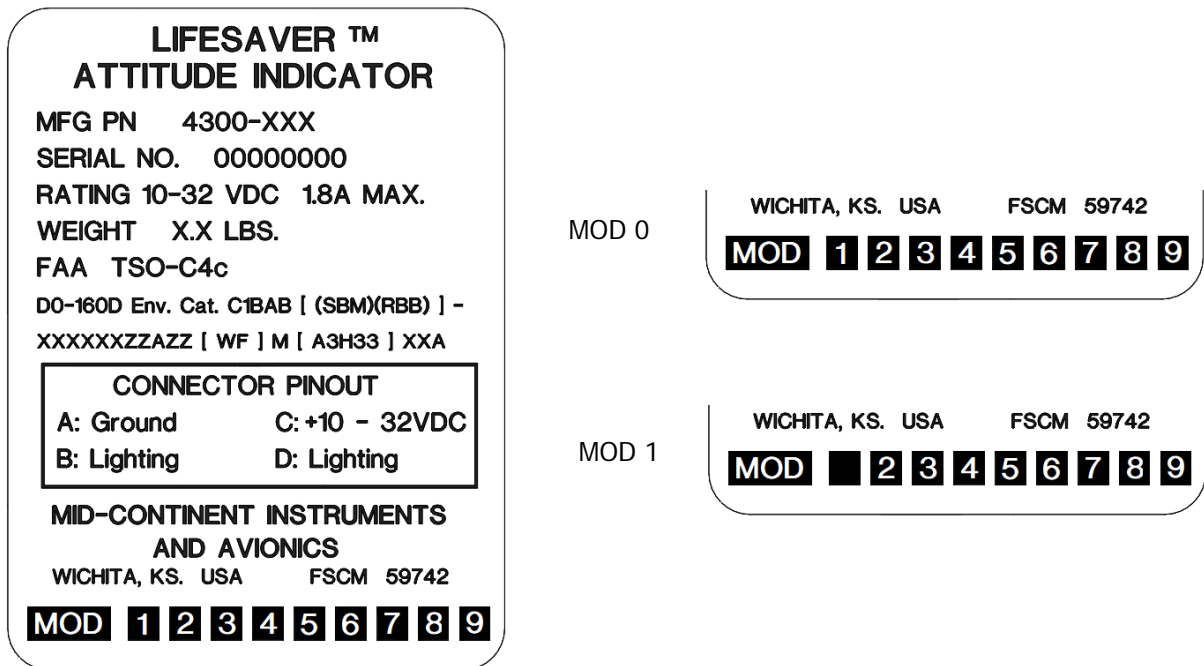 LIFESAVER ™
ATTITUDE INDICATOR
MFG PN 4300-XXX
SERIAL NO. 00000000
RATING 10-32 VDC 1.8A MAX.
WEIGHT X.X LBS.
FAA TSO-C4c
DO-160D Env. Cat. C1BAB [ (SBM)(RBB) ] -
XXXXXXZZAZZ [ WF ] M [ A3H33 ] XXA
CONNECTOR PINOUT
A: Ground C: +10 - 32VDC
B: Lighting D: Lighting
MID-CONTINENT INSTRUMENTS
AND AVIONICS
WICHITA, KS. USA FSCM 59742
MOD 1 2 3 4 5 6 7 8 9
MOD 0
WICHITA, KS. USA FSCM 59742
MOD 1 2 3 4 5 6 7 8 9
MOD 1
WICHITA, KS. USA FSCM 59742
MOD 2 3 4 5 6 7 8 9